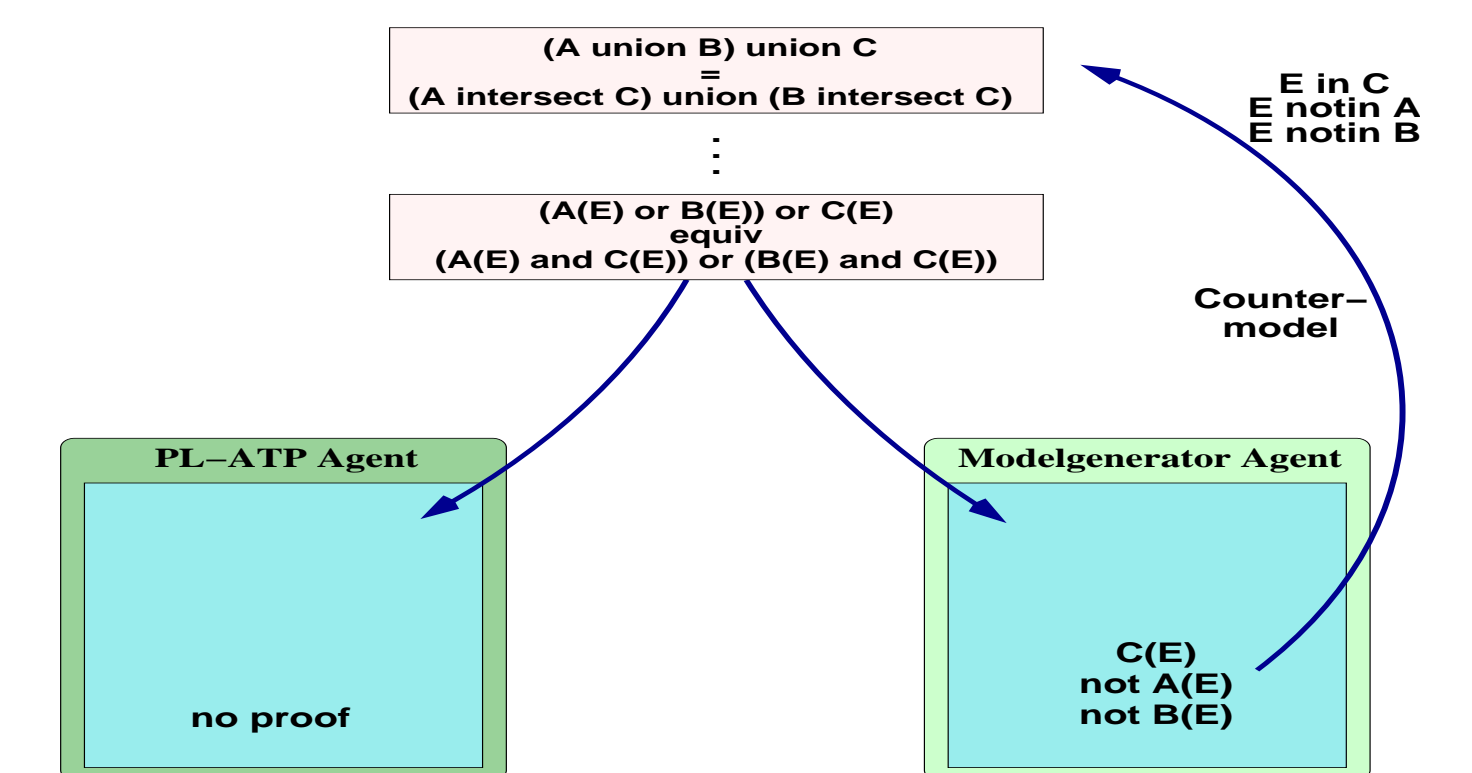 (A union B) union C
=
(A intersect C) union (B intersect C)
.
.
.
(A(E) or B(E)) or C(E)
equiv
(A(E) and C(E)) or (B(E) and C(E))
E in C
E notin A
E notin B
Counter–
model
PL–ATP Agent
no proof
Modelgenerator Agent
C(E)
not A(E)
not B(E)